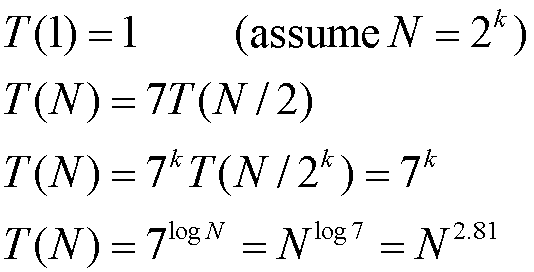 T(1) = 1 (assume N = 2^k)
T(N) = 7T(N/2)
T(N) = 7^k T(N/2^k) = 7^k
T(N) = 7^{log N} = N^{log 7} = N^{2.81}